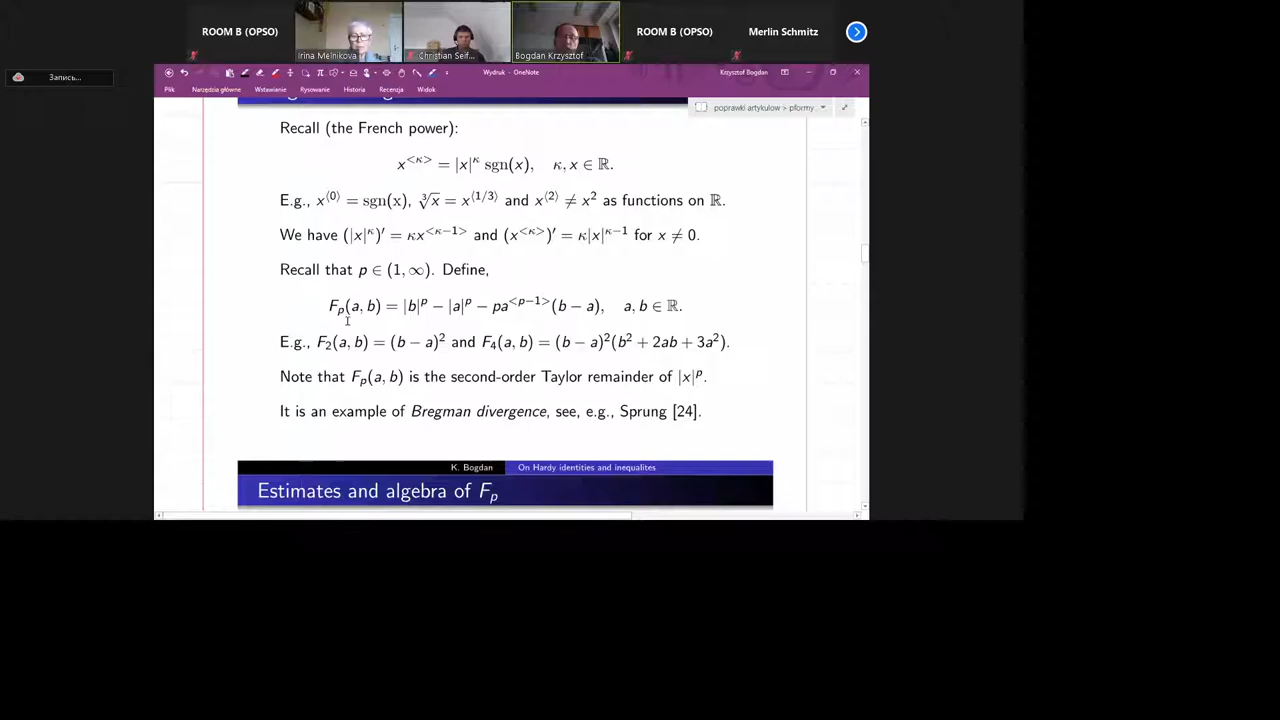 ROOM B (OPSO)
Irina Melnikova
Christian Seif...
Bogdan Krzysztof
ROOM B (OPSO)
Merlin Schmitz
Запись...
Wydruk - OneNote
Krzysztof Bogdan
Plik Narzędzia główne Wstawianie Rysowanie Historia Recenzja Widok
poprawki artykulow > pformy
Recall (the French power):
x^{<κ>} = |x|^κ sgn(x), κ, x ∈ ℝ.
E.g., x^{⟨0⟩} = sgn(x), ∛x = x^{⟨1/3⟩} and x^{⟨2⟩} ≠ x² as functions on ℝ.
We have (|x|^κ)′ = κx^{<κ−1>} and (x^{<κ>})′ = κ|x|^{κ−1} for x ≠ 0.
Recall that p ∈ (1, ∞). Define,
F_p(a, b) = |b|^p − |a|^p − pa^{<p−1>}(b − a), a, b ∈ ℝ.
E.g., F_2(a, b) = (b − a)² and F_4(a, b) = (b − a)²(b² + 2ab + 3a²).
Note that F_p(a, b) is the second-order Taylor remainder of |x|^p.
It is an example of Bregman divergence, see, e.g., Sprung [24].
K. Bogdan On Hardy identities and inequalites
Estimates and algebra of F_p